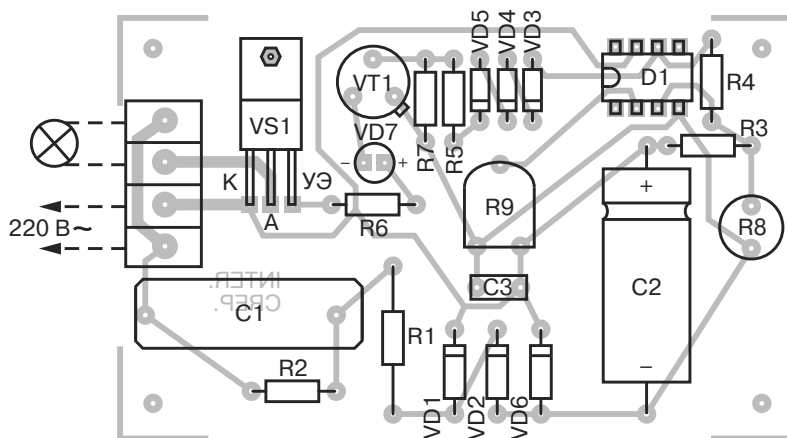 VD5
VD4
VD3
D1
R4
VT1
VS1
VD7
R7
R5
R3
– +
К
УЭ
А
R6
R9
R8
220 В ~
+
INTER.
CREP.
C3
C2
C1
R1
R2
–
VD1
VD2
VD6